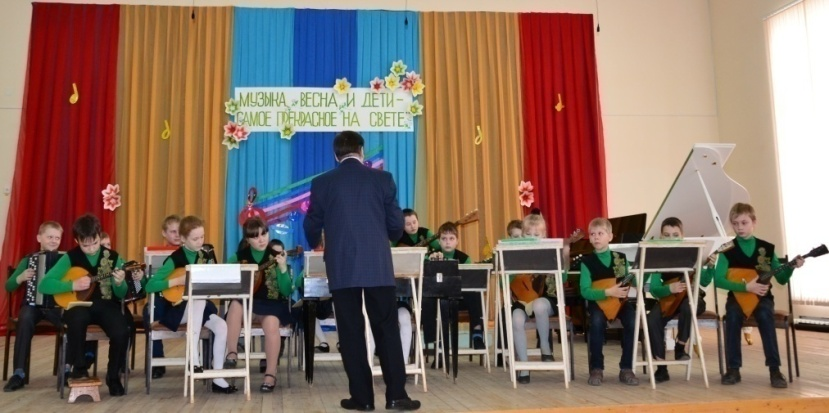 МУЗЫКА, ВЕСНА И ДЕТИ -
САМОЕ ПРЕКРАСНОЕ НА СВЕТЕ!